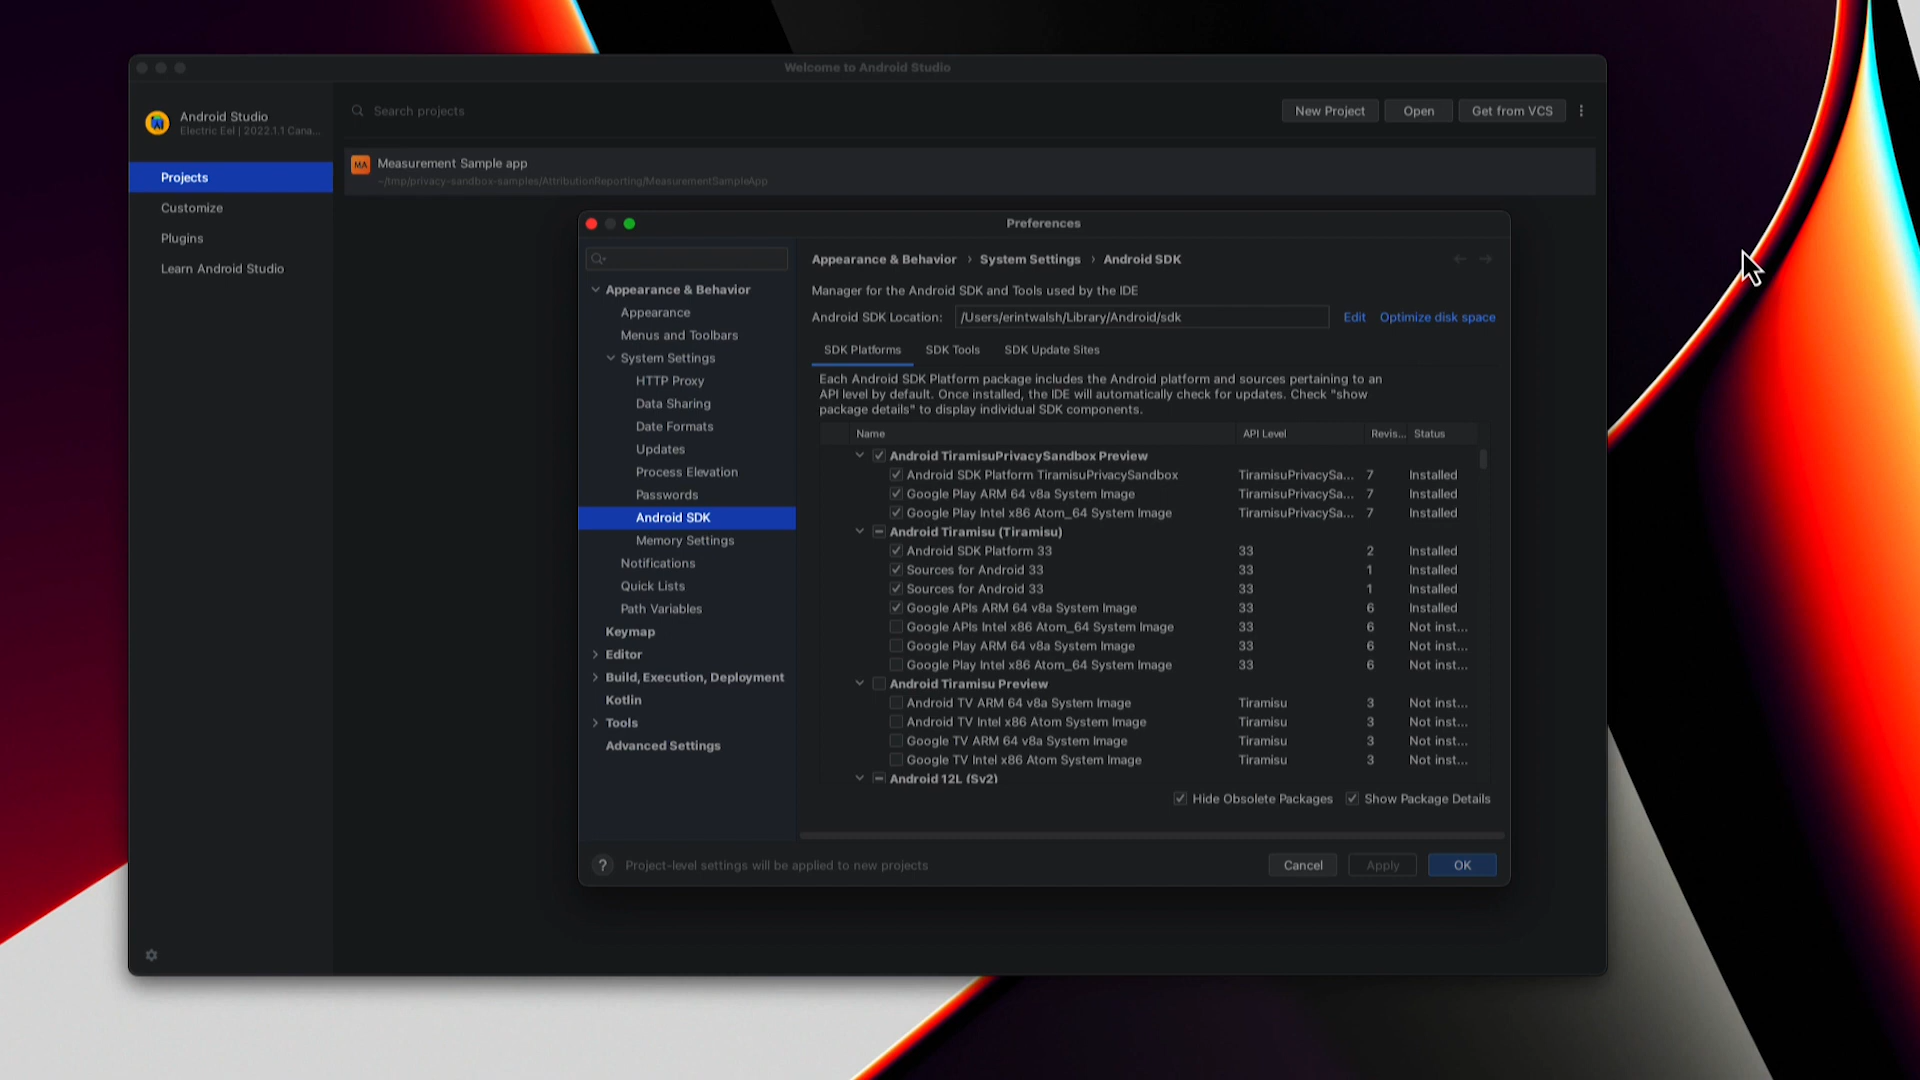 Welcome to Android Studio
Android Studio
Electric Eel | 2022.1.1 Cana...
Search projects
New Project
Open
Get from VCS
Projects
Customize
Plugins
Learn Android Studio
MA
Measurement Sample app
~/tmp/privacy-sandbox-samples/AttributionReporting/MeasurementSampleApp
Preferences
Appearance & Behavior
Appearance
Menus and Toolbars
System Settings
HTTP Proxy
Data Sharing
Date Formats
Updates
Process Elevation
Passwords
Android SDK
Memory Settings
Notifications
Quick Lists
Path Variables
Keymap
Editor
Build, Execution, Deployment
Kotlin
Tools
Advanced Settings
Appearance & Behavior › System Settings › Android SDK
Manager for the Android SDK and Tools used by the IDE
Android SDK Location: /Users/erintwalsh/Library/Android/sdk Edit Optimize disk space
SDK Platforms SDK Tools SDK Update Sites
Each Android SDK Platform package includes the Android platform and sources pertaining to an
API level by default. Once installed, the IDE will automatically check for updates. Check "show
package details" to display individual SDK components.
Name API Level Revis... Status
Android TiramisuPrivacySandbox Preview
Android SDK Platform TiramisuPrivacySandbox TiramisuPrivacySa... 7 Installed
Google Play ARM 64 v8a System Image TiramisuPrivacySa... 7 Installed
Google Play Intel x86 Atom_64 System Image TiramisuPrivacySa... 7 Installed
Android Tiramisu (Tiramisu)
Android SDK Platform 33 33 2 Installed
Sources for Android 33 33 1 Installed
Sources for Android 33 33 1 Installed
Google APIs ARM 64 v8a System Image 33 6 Installed
Google APIs Intel x86 Atom_64 System Image 33 6 Not inst...
Google Play ARM 64 v8a System Image 33 6 Not inst...
Google Play Intel x86 Atom_64 System Image 33 6 Not inst...
Android Tiramisu Preview
Android TV ARM 64 v8a System Image Tiramisu 3 Not inst...
Android TV Intel x86 Atom System Image Tiramisu 3 Not inst...
Google TV ARM 64 v8a System Image Tiramisu 3 Not inst...
Google TV Intel x86 Atom System Image Tiramisu 3 Not inst...
Android 12L (Sv2)
Hide Obsolete Packages Show Package Details
? Project-level settings will be applied to new projects
Cancel Apply OK